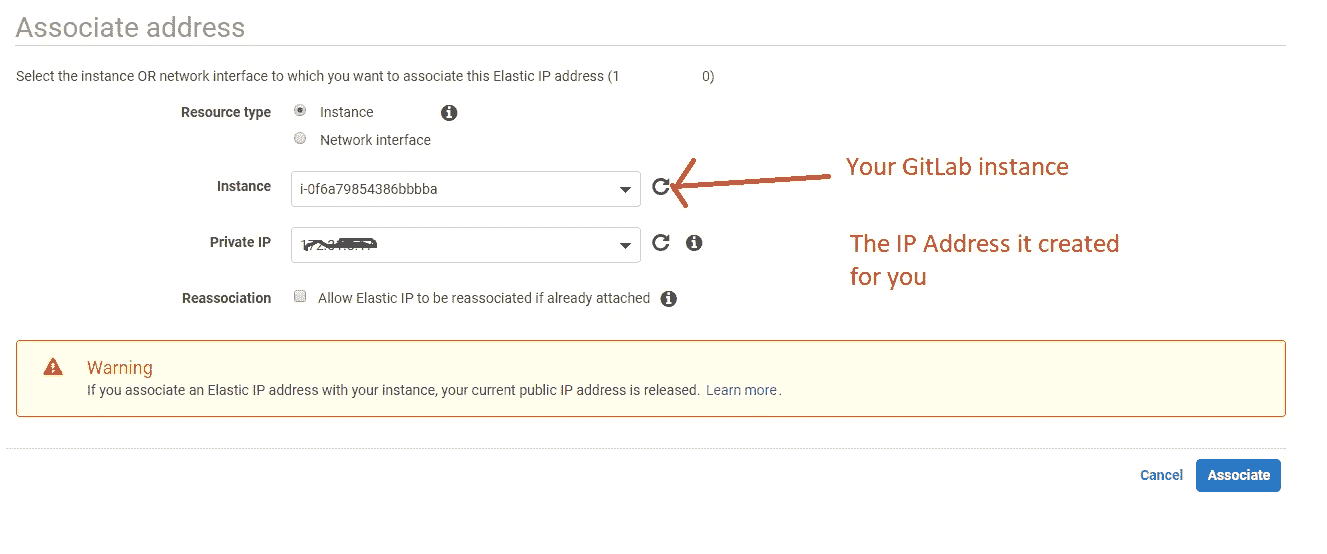 Associate address
Select the instance OR network interface to which you want to associate this Elastic IP address (1 0)
Resource type Instance
Network interface
Instance i-0f6a79854386bbbba
Your GitLab instance
Private IP
The IP Address it created
for you
Reassociation Allow Elastic IP to be reassociated if already attached
Warning
If you associate an Elastic IP address with your instance, your current public IP address is released. Learn more.
Cancel Associate